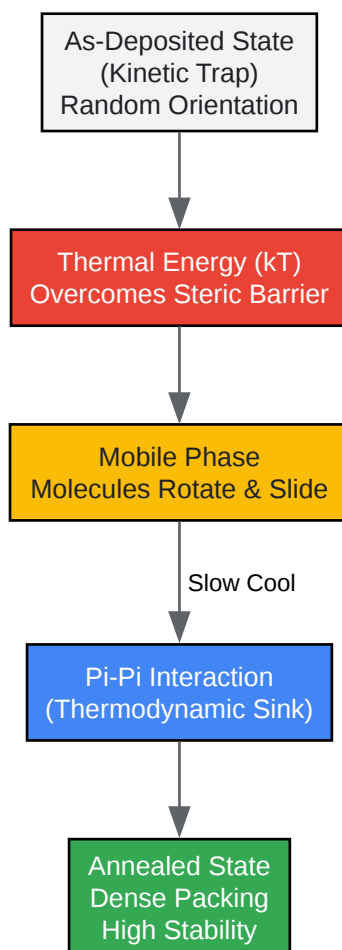 As-Deposited State
(Kinetic Trap)
Random Orientation
Thermal Energy (kT)
Overcomes Steric Barrier
Mobile Phase
Molecules Rotate & Slide
Slow Cool
Pi-Pi Interaction
(Thermodynamic Sink)
Annealed State
Dense Packing
High Stability